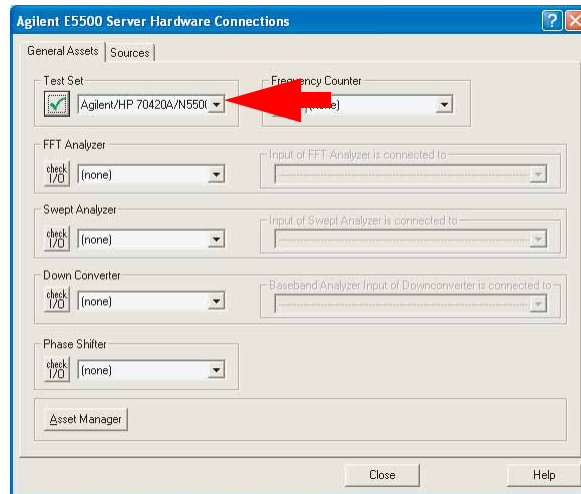 Agilent E5500 Server Hardware Connections
General Assets
Sources
Test Set
Agilent/HP 70420A/N550
Frequency Counter
(none)
FFT Analyzer
check I/O
(none)
Input of FFT Analyzer is connected to
Swept Analyzer
check I/O
(none)
Input of Swept Analyzer is connected to
Down Converter
check I/O
(none)
Baseband Analyzer Input of Downconverter is connected to
Phase Shifter
check I/O
(none)
Asset Manager
Close
Help